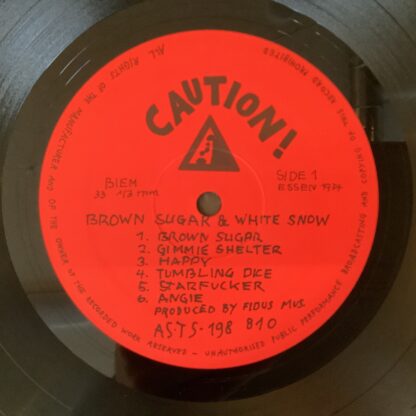 ALL RIGHTS OF THE MANUFACTURER AND OF THE OWNER OF THE RECORDED WORK RESERVED - UNAUTHORISED PUBLIC PERFORMANCE BROADCASTING AND COPYING OF THIS RECORD PROHIBITED
CAUTION!
BIEM
SIDE 1
33 1/3 rpm
ESSEN 1974
BROWN SUGAR & WHITE SNOW
1. BROWN SUGAR
2. GIMMIE SHELTER
3. HAPPY
4. TUMBLING DICE
5. STARFUCKER
6. ANGIE
PRODUCED BY FIDUS MUS.
ASTS-198 B10